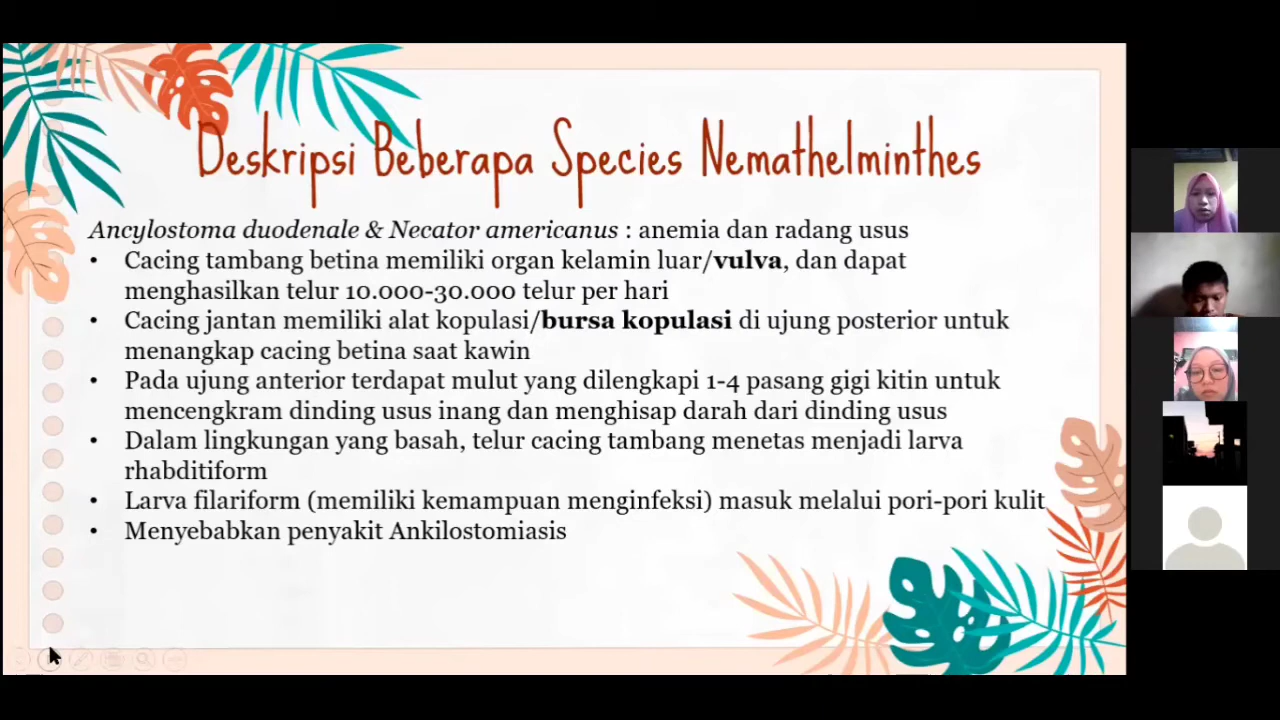 Deskripsi Beberapa Species Nemathelminthes
Ancylostoma duodenale & Necator americanus : anemia dan radang usus
• Cacing tambang betina memiliki organ kelamin luar/vulva, dan dapat
menghasilkan telur 10.000-30.000 telur per hari
• Cacing jantan memiliki alat kopulasi/bursa kopulasi di ujung posterior untuk
menangkap cacing betina saat kawin
• Pada ujung anterior terdapat mulut yang dilengkapi 1-4 pasang gigi kitin untuk
mencengkram dinding usus inang dan menghisap darah dari dinding usus
• Dalam lingkungan yang basah, telur cacing tambang menetas menjadi larva
rhabditiform
• Larva filariform (memiliki kemampuan menginfeksi) masuk melalui pori-pori kulit
• Menyebabkan penyakit Ankilostomiasis